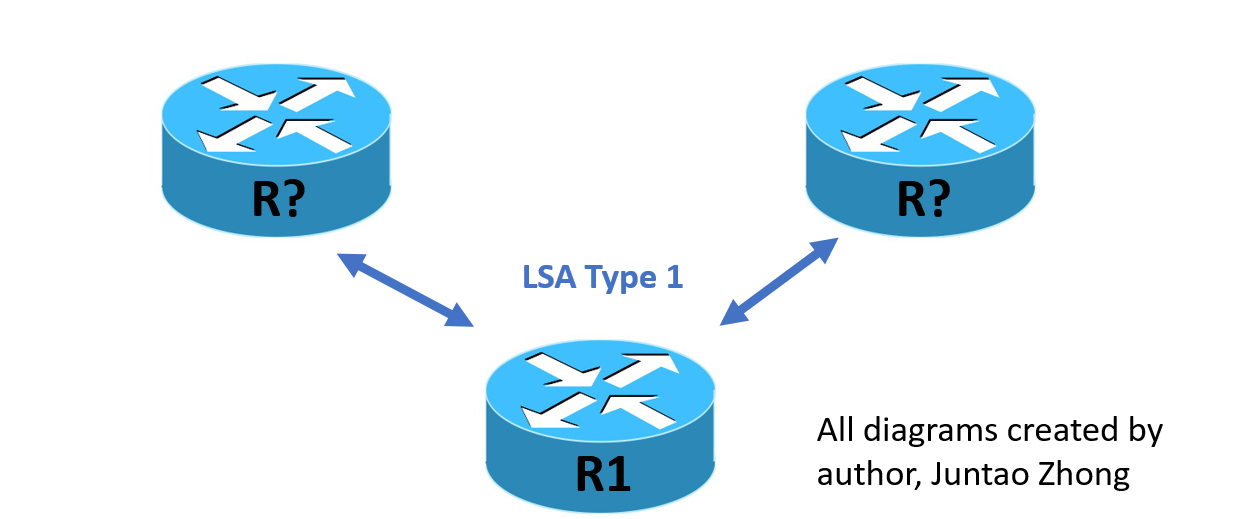 R?
R?
LSA Type 1
R1
All diagrams created by
author, Juntao Zhong